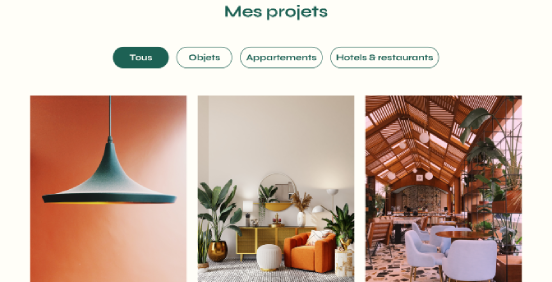 Mes projets
Tous
Objets
Appartements
Hotels & restaurants